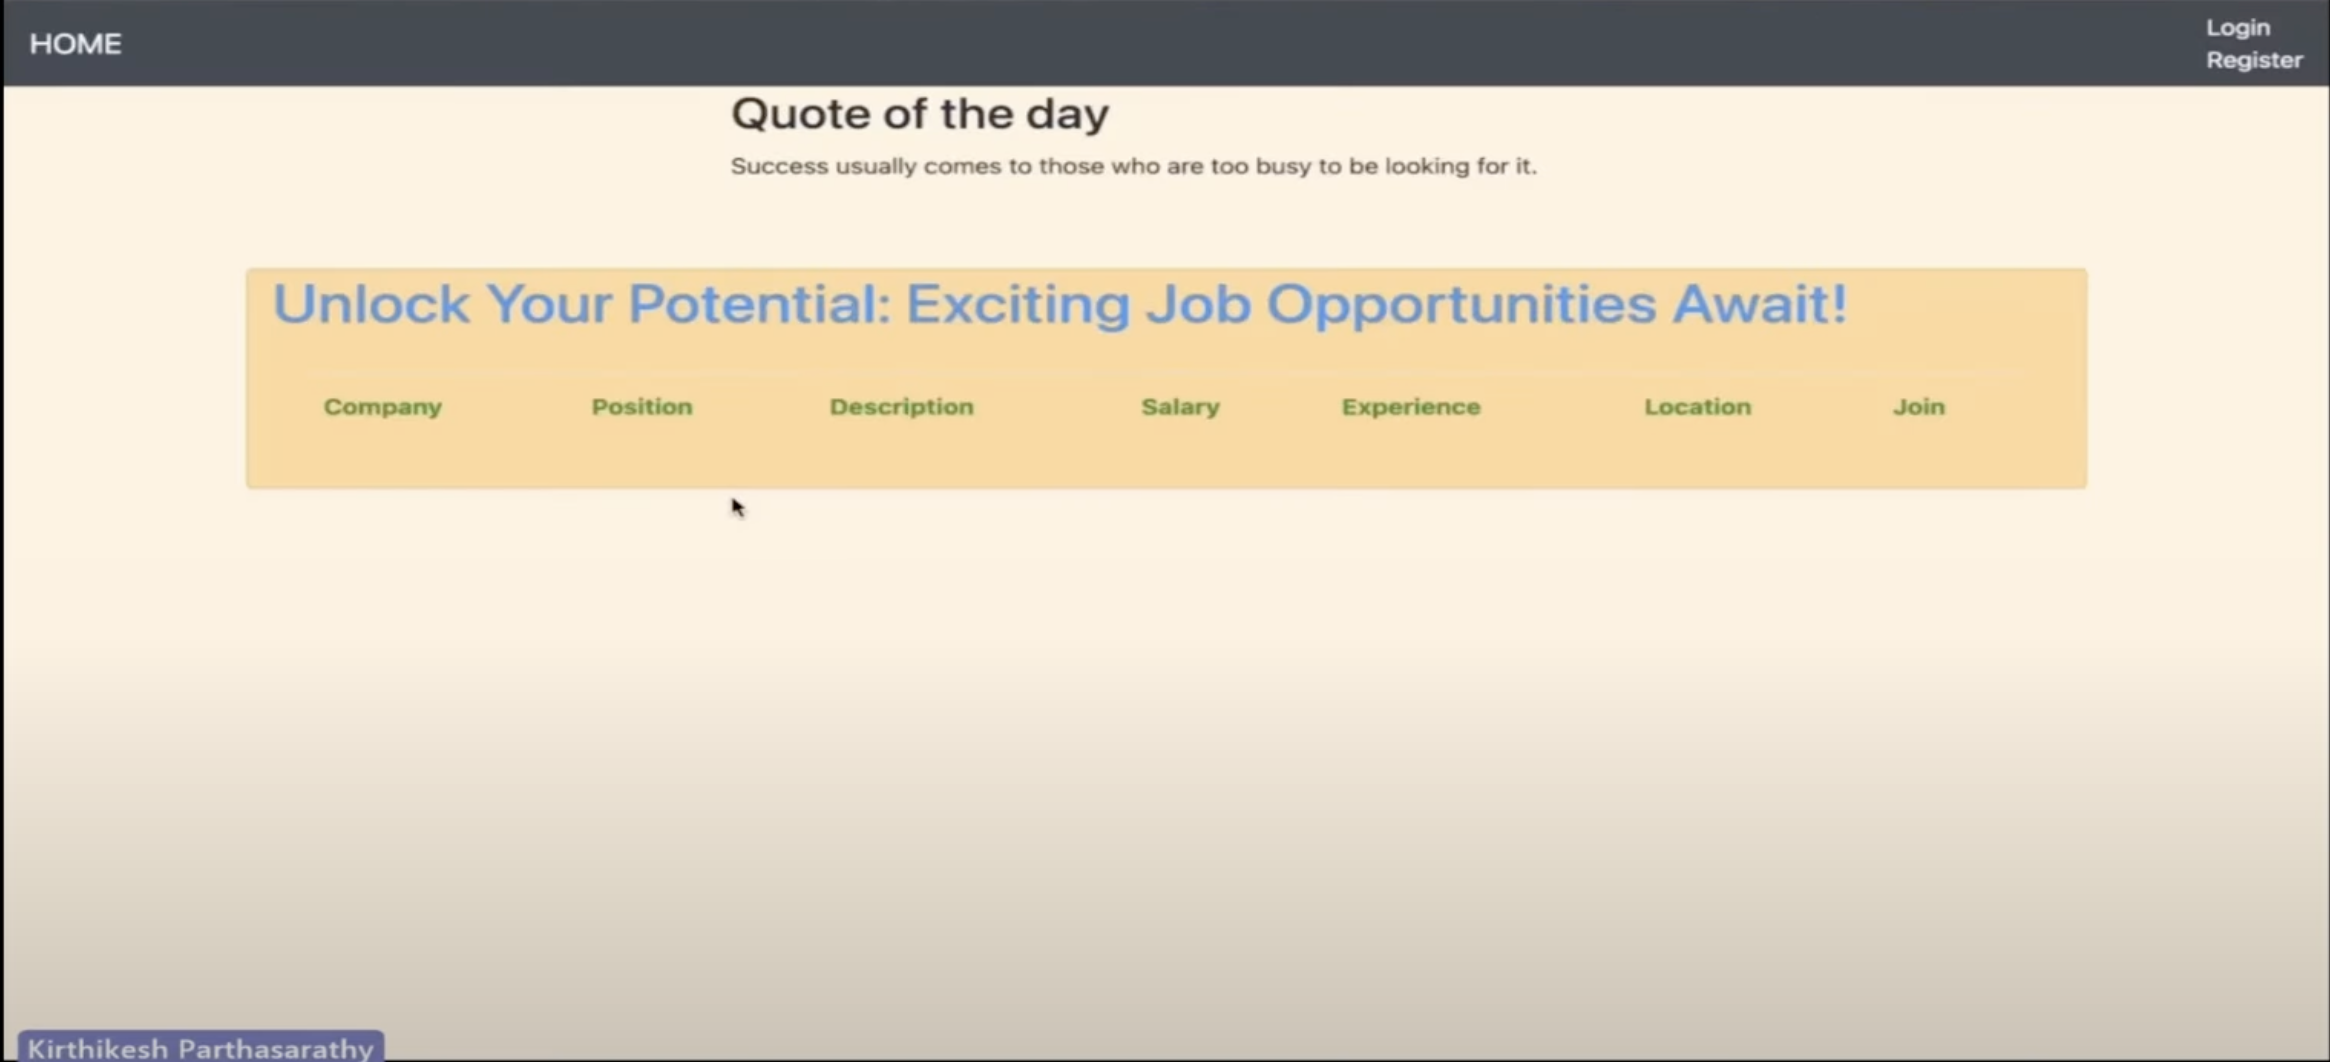 HOME
Login
Register
Quote of the day
Success usually comes to those who are too busy to be looking for it.
Unlock Your Potential: Exciting Job Opportunities Await!
Company Position Description Salary Experience Location Join
Kirthikesh Parthasarathy